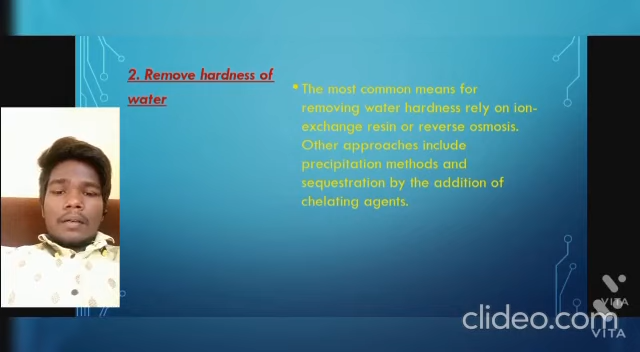 2. Remove hardness of
water
The most common means for
removing water hardness rely on ion-
exchange resin or reverse osmosis.
Other approaches include
precipitation methods and
sequestration by the addition of
chelating agents.
VITA
clideo.com
VITA